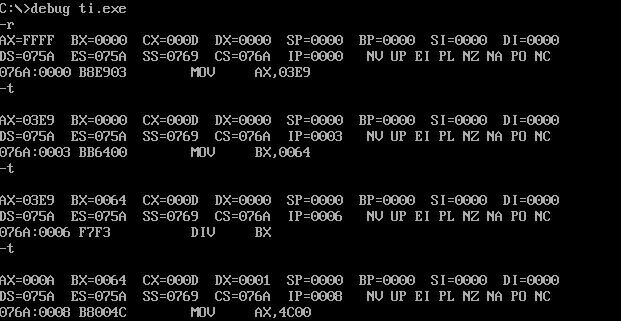 C:\>debug ti.exe
-r
AX=FFFF BX=0000 CX=000D DX=0000 SP=0000 BP=0000 SI=0000 DI=0000
DS=075A ES=075A SS=0769 CS=076A IP=0000 NV UP EI PL NZ NA PO NC
076A:0000 B8E903 MOV AX,03E9
-t
AX=03E9 BX=0000 CX=000D DX=0000 SP=0000 BP=0000 SI=0000 DI=0000
DS=075A ES=075A SS=0769 CS=076A IP=0003 NV UP EI PL NZ NA PO NC
076A:0003 BB6400 MOV BX,0064
-t
AX=03E9 BX=0064 CX=000D DX=0000 SP=0000 BP=0000 SI=0000 DI=0000
DS=075A ES=075A SS=0769 CS=076A IP=0006 NV UP EI PL NZ NA PO NC
076A:0006 F7F3 DIV BX
-t
AX=000A BX=0064 CX=000D DX=0001 SP=0000 BP=0000 SI=0000 DI=0000
DS=075A ES=075A SS=0769 CS=076A IP=0008 NV UP EI PL NZ NA PO NC
076A:0008 B8004C MOV AX,4C00